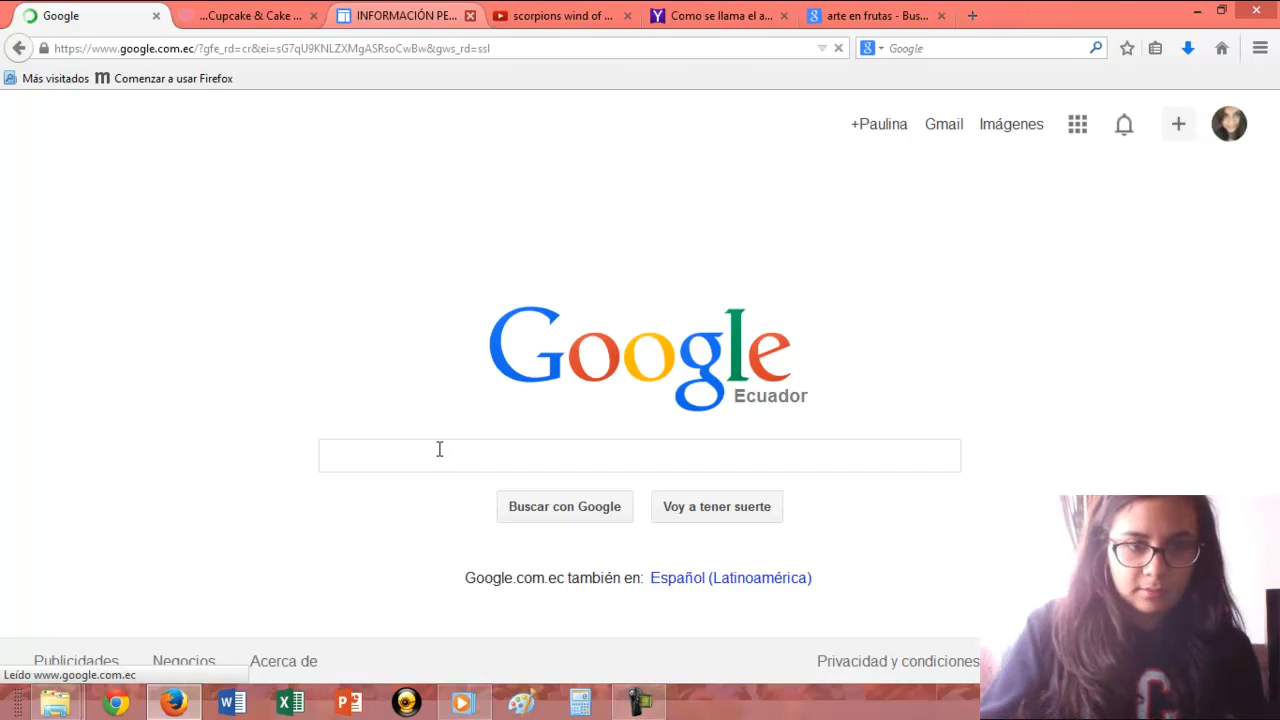 Google
...Cupcake & Cake ...
INFORMACIÓN PE...
scorpions wind of ...
Como se llama el a...
arte en frutas - Bus...
https://www.google.com.ec/?gfe_rd=cr&ei=sG7qU9KNLZXMgASRsoCwBw&gws_rd=ssl
Google
Más visitados
Comenzar a usar Firefox
+Paulina
Gmail
Imágenes
Google
Ecuador
Buscar con Google
Voy a tener suerte
Google.com.ec también en: Español (Latinoamérica)
Publicidades
Negocios
Acerca de
Privacidad y condiciones
Leído www.google.com.ec